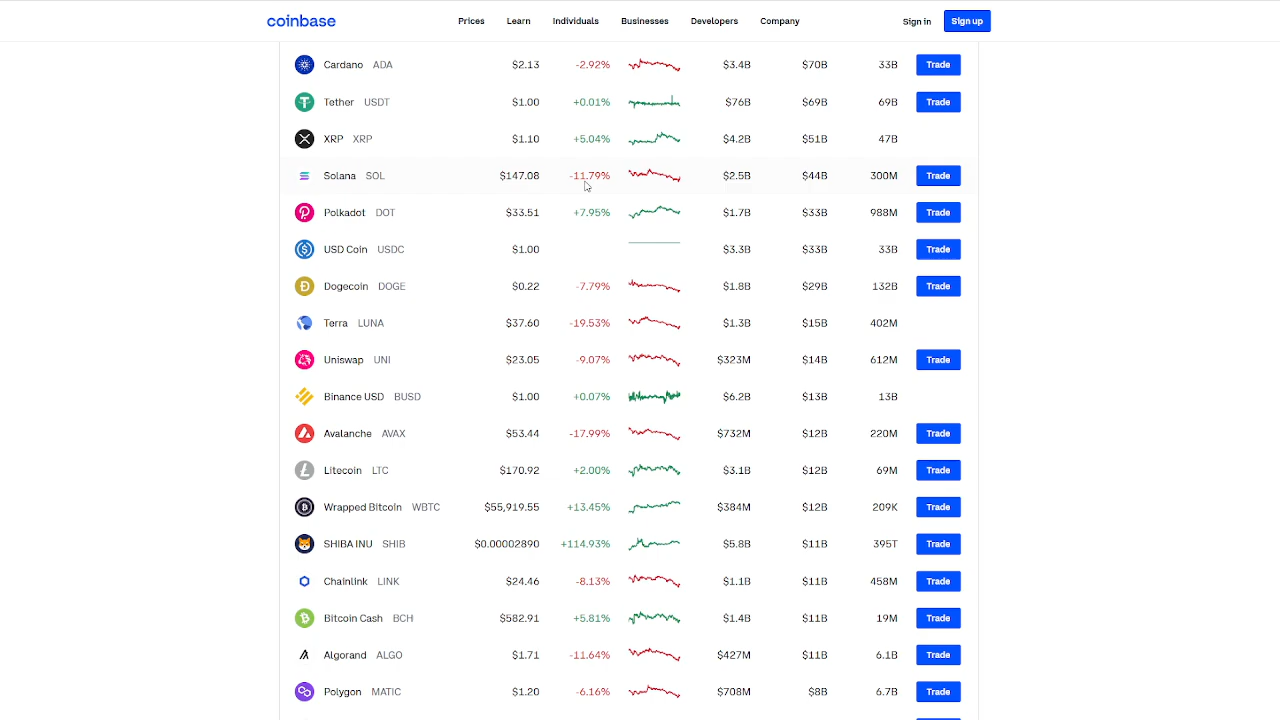 coinbase Prices Learn Individuals Businesses Developers Company Sign in Sign up
Cardano ADA $2.13 -2.92% $3.4B $70B 33B Trade
Tether USDT $1.00 +0.01% $76B $69B 69B Trade
XRP XRP $1.10 +5.04% $4.2B $51B 47B
Solana SOL $147.08 -11.79% $2.5B $44B 300M Trade
Polkadot DOT $33.51 +7.95% $1.7B $33B 988M Trade
USD Coin USDC $1.00 $3.3B $33B 33B Trade
Dogecoin DOGE $0.22 -7.79% $1.8B $29B 132B Trade
Terra LUNA $37.60 -19.53% $1.3B $15B 402M
Uniswap UNI $23.05 -9.07% $323M $14B 612M Trade
Binance USD BUSD $1.00 +0.07% $6.2B $13B 13B
Avalanche AVAX $53.44 -17.99% $732M $12B 220M Trade
Litecoin LTC $170.92 +2.00% $3.1B $12B 69M Trade
Wrapped Bitcoin WBTC $55,919.55 +13.45% $384M $12B 209K Trade
SHIBA INU SHIB $0.00002890 +114.93% $5.8B $11B 395T Trade
Chainlink LINK $24.46 -8.13% $1.1B $11B 458M Trade
Bitcoin Cash BCH $582.91 +5.81% $1.4B $11B 19M Trade
Algorand ALGO $1.71 -11.64% $427M $11B 6.1B Trade
Polygon MATIC $1.20 -6.16% $708M $8B 6.7B Trade